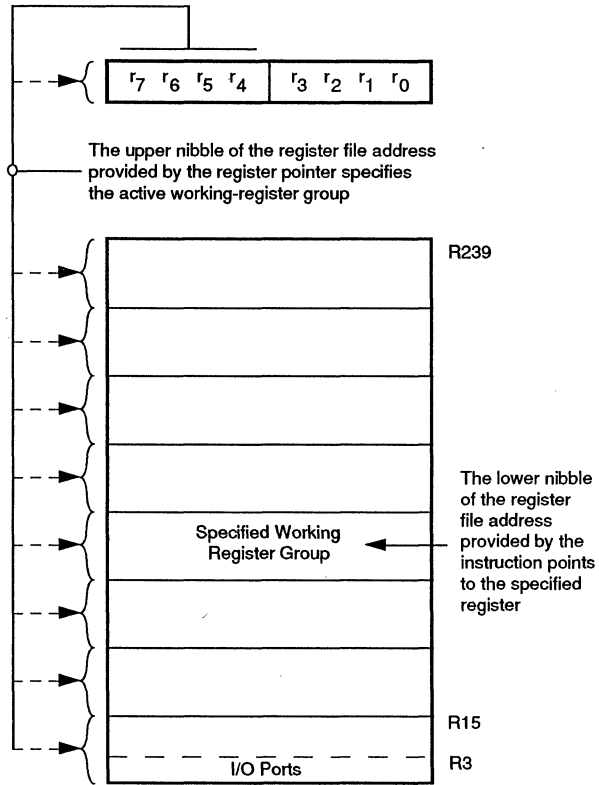 r7 r6 r5 r4 r3 r2 r1 r0
The upper nibble of the register file address
provided by the register pointer specifies
the active working-register group
R239
The lower nibble
of the register
file address
provided by the
instruction points
to the specified
register
Specified Working
Register Group
R15
R3
I/O Ports